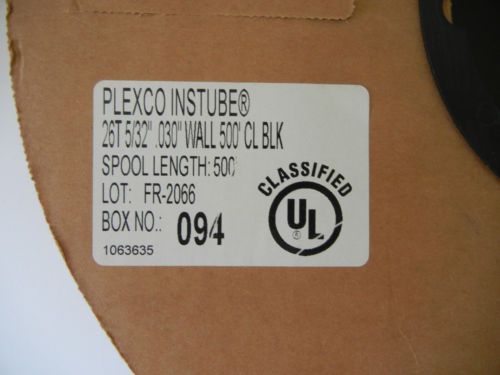 PLEXCO INSTUBE®
26T 5/32" .030" WALL 500' CL BLK
SPOOL LENGTH: 500'
LOT: FR-2066
BOX NO.: 094
1063635
CLASSIFIED
UL®